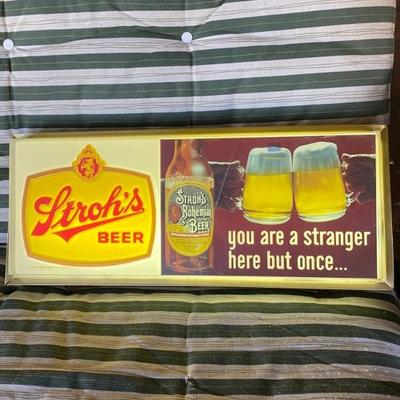 Stroh's
BEER
STROH'S
Bohemian
BEER
you are a stranger
here but once...